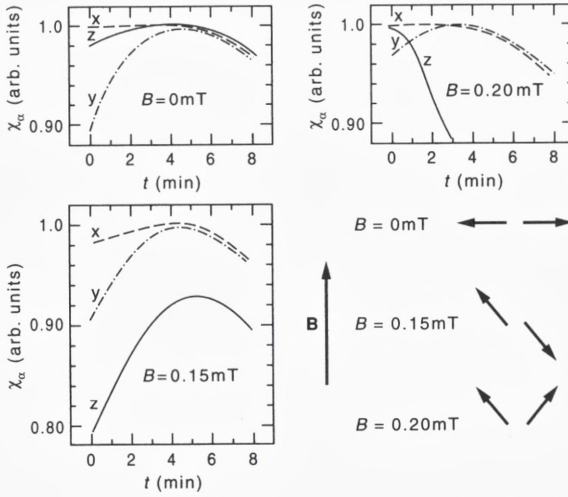 χα (arb. units)
1.0
0.90
x
z
y
B = 0mT
0 2 4 6 8
t (min)
χα (arb. units)
1.0
0.90
x
y
z
B = 0.20mT
0 2 4 6 8
t (min)
χα (arb. units)
1.0
0.90
0.80
x
y
z
B = 0.15mT
0 2 4 6 8
t (min)
B
B = 0mT
B = 0.15mT
B = 0.20mT